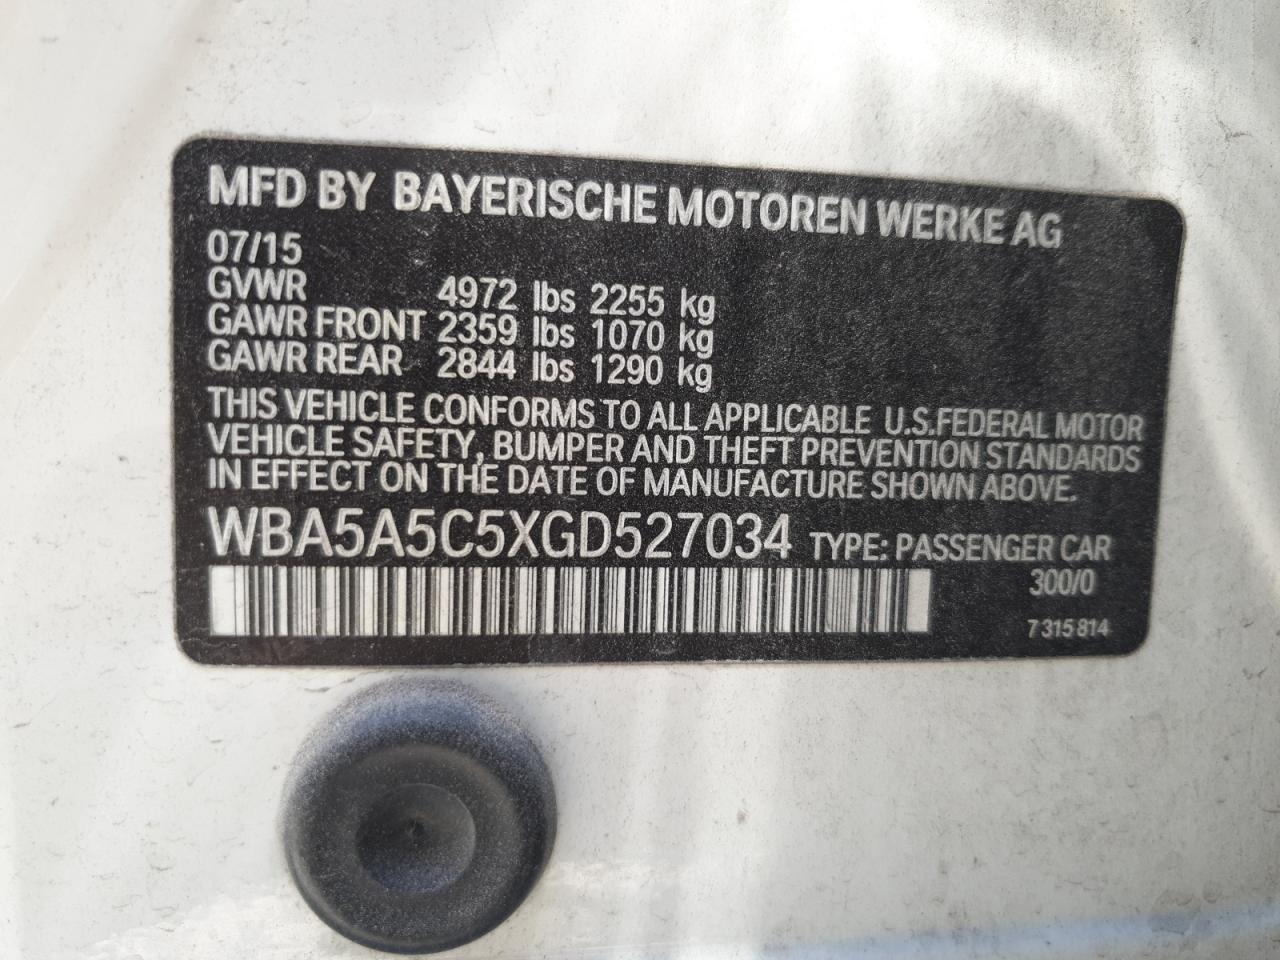 MFD BY BAYERISCHE MOTOREN WERKE AG
07/15
GVWR 4972 lbs 2255 kg
GAWR FRONT 2359 lbs 1070 kg
GAWR REAR 2844 lbs 1290 kg
THIS VEHICLE CONFORMS TO ALL APPLICABLE U.S.FEDERAL MOTOR
VEHICLE SAFETY, BUMPER AND THEFT PREVENTION STANDARDS
IN EFFECT ON THE DATE OF MANUFACTURE SHOWN ABOVE.
WBA5A5C5XGD527034 TYPE: PASSENGER CAR
300/0
7 315 814